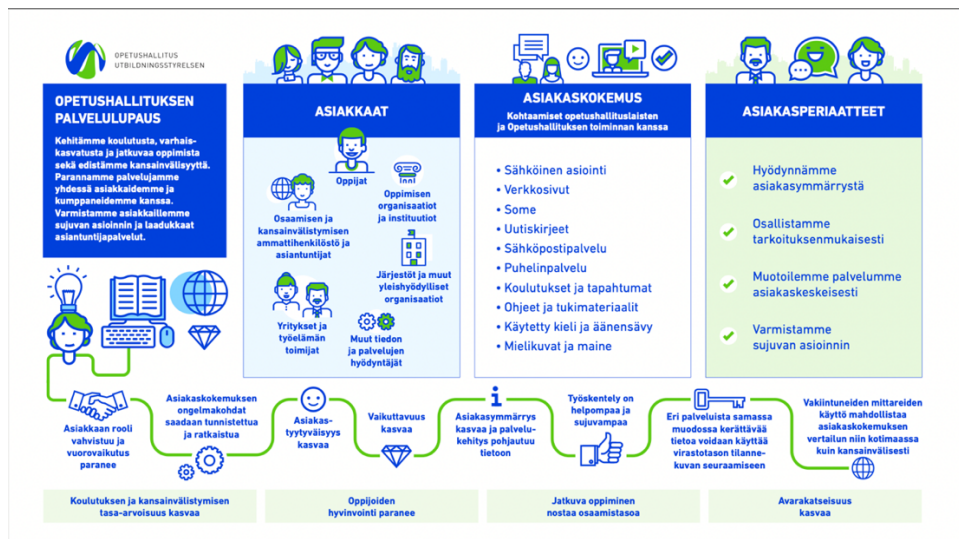 OPETUSHALLITUS
UTBILDNINGSSTYRELSEN
OPETUSHALLITUKSEN
PALVELULUPAUS
Kehitämme koulutusta, varhais-
kasvatusta ja jatkuvaa oppimista
sekä edistämme kansainvälisyyttä.
Parannamme palvelujamme
yhdessä asiakkaidemme ja
kumppaneidemme kanssa.
Varmistamme asiakkaillemme
sujuvan asioinnin ja laadukkaat
asiantuntijapalvelut.
ASIAKKAAT
Oppijat
Osaamisen ja
kansainvälistymisen
ammattihenkilöstö ja
asiantuntijat
Oppimisen
organisaatiot
ja instituutiot
Järjestöt ja muut
yleishyödylliset
organisaatiot
Yritykset ja
työelämän
toimijat
Muut tiedon
ja palvelujen
hyödyntäjät
ASIAKASKOKEMUS
Kohtaamiset opetushallituslaisten
ja Opetushallituksen toiminnan kanssa
• Sähköinen asiointi
• Verkkosivut
• Some
• Uutiskirjeet
• Sähköpostipalvelu
• Puhelinpalvelu
• Koulutukset ja tapahtumat
• Ohjeet ja tukimateriaalit
• Käytetty kieli ja äänensävy
• Mielikuvat ja maine
ASIAKASPERIAATTEET
Hyödynnämme
asiakasymmärrystä
Osallistamme
tarkoituksenmukaisesti
Muotoilemme palvelumme
asiakaskeskeisesti
Varmistamme
sujuvan asioinnin
Asiakkaan rooli
vahvistuu ja
vuorovaikutus
paranee
Asiakaskokemuksen
ongelmakohdat
saadaan tunnistettua
ja ratkaistua
Asiakas-
tyytyväisyys
kasvaa
Vaikuttavuus
kasvaa
Asiakasymmärrys
kasvaa ja palvelu-
kehitys pohjautuu
tietoon
Työskentely on
helpompaa ja
sujuvampaa
Eri palveluista samassa
muodossa kerättävää
tietoa voidaan käyttää
virastotason tilanne-
kuvan seuraamiseen
Vakiintuneiden mittareiden
käyttö mahdollistaa
asiakaskokemuksen
vertailun niin kotimaassa
kuin kansainvälisesti
Koulutuksen ja kansainvälistymisen
tasa-arvoisuus kasvaa
Oppijoiden
hyvinvointi paranee
Jatkuva oppiminen
nostaa osaamistasoa
Avarakatseisuus
kasvaa